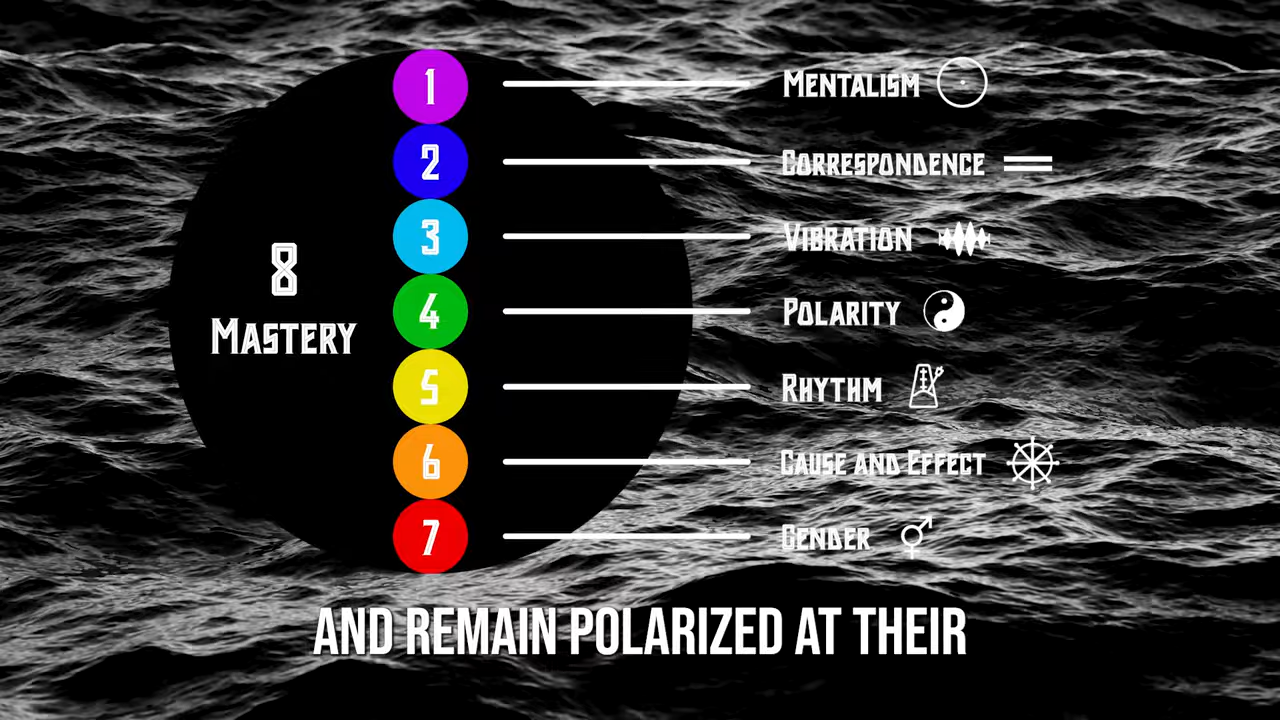 1 MENTALISM
2 CORRESPONDENCE
3 VIBRATION
8
MASTERY
4 POLARITY
5 RHYTHM
6 CAUSE AND EFFECT
7 GENDER
AND REMAIN POLARIZED AT THEIR